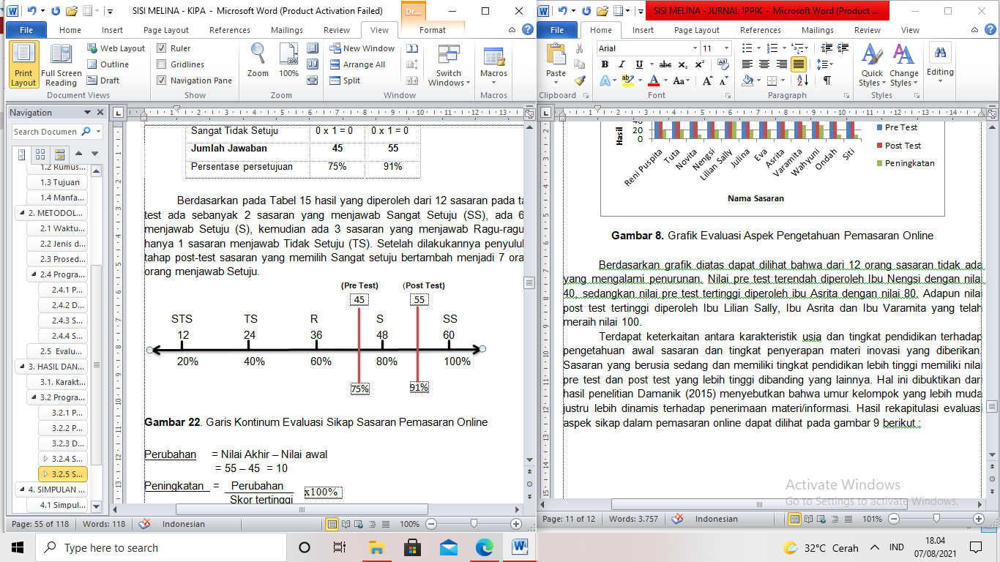 SISI MELINA - KIPA - Microsoft Word (Product Activation Failed)
Dr...
File Home Insert Page Layout References Mailings Review View Format
Print Layout
Full Screen Reading
Web Layout
Outline
Draft
Document Views
Ruler
Gridlines
Navigation Pane
Show
Zoom
100%
Zoom
New Window
Arrange All
Split
Switch Windows
Window
Macros
Macros
Navigation
Search Documen
1.2 Rumus...
1.3 Tujuan
1.4 Manfa...
2. METODOL...
2.1 Waktu...
2.2 Jenis d...
2.3 Prosed...
2.4 Progra...
2.4.1 P...
2.4.2 D...
2.4.3 S...
2.4.4 S...
2.5 Evalu...
3. HASIL DAN...
3.1. Karakt...
3.2 Progra...
3.2.1 P...
3.2.2 P...
3.2.3 D...
3.2.4 S...
3.2.5 S...
4. SIMPULAN ...
4.1 Simpul...
Sangat Tidak Setuju 0 x 1 = 0 0 x 1 = 0
Jumlah Jawaban 45 55
Persentase persetujuan 75% 91%
Berdasarkan pada Tabel 15 hasil yang diperoleh dari 12 sasaran pada ta
test ada sebanyak 2 sasaran yang menjawab Sangat Setuju (SS), ada 6
menjawab Setuju (S), kemudian ada 3 sasaran yang menjawab Ragu-ragu
hanya 1 sasaran menjawab Tidak Setuju (TS). Setelah dilakukannya penyulul
tahap post-test sasaran yang memilih Sangat setuju bertambah menjadi 7 ora
orang menjawab Setuju.
(Pre Test) (Post Test)
45 55
STS TS R S SS
12 24 36 48 60
20% 40% 60% 80% 100%
75% 91%
Gambar 22. Garis Kontinum Evaluasi Sikap Sasaran Pemasaran Online
Perubahan = Nilai Akhir – Nilai awal
= 55 – 45 = 10
Peningkatan = Perubahan x100%
Skor tertinggi
Page: 55 of 118 Words: 118 Indonesian 100%
SISI MELINA - JURNAL JPPIK - Microsoft Word (Product ...
File Home Insert Page Layout References Mailings Review View
Paste
Clipboard
Arial 11
Font
Paragraph
Quick Styles
Change Styles
Styles
Editing
Hasil
40
20
0
Reni Puspita
Tuta
Novita
Nengsi
Lilian Sally
Julina
Eva
Asrita
Varamita
Wahyuni
Ondah
Siti
Nama Sasaran
Pre Test
Post Test
Peningkatan
Gambar 8. Grafik Evaluasi Aspek Pengetahuan Pemasaran Online
Berdasarkan grafik diatas dapat dilihat bahwa dari 12 orang sasaran tidak ada
yang mengalami penurunan. Nilai pre test terendah diperoleh Ibu Nengsi dengan nilai
40, sedangkan nilai pre test tertinggi diperoleh ibu Asrita dengan nilai 80. Adapun nilai
post test tertinggi diperoleh Ibu Lilian Sally, Ibu Asrita dan Ibu Varamita yang telah
meraih nilai 100.
Terdapat keterkaitan antara karakteristik usia dan tingkat pendidikan terhadap
pengetahuan awal sasaran dan tingkat penyerapan materi inovasi yang diberikan.
Sasaran yang berusia sedang dan memiliki tingkat pendidikan lebih tinggi memiliki nila
pre test dan post test yang lebih tinggi dibanding yang lainnya. Hal ini dibuktikan dar
hasil penelitian Damanik (2015) menyebutkan bahwa umur kelompok yang lebih muda
justru lebih dinamis terhadap penerimaan materi/informasi. Hasil rekapitulasi evaluas
aspek sikap dalam pemasaran online dapat dilihat pada gambar 9 berikut :
Activate Windows
Go to Settings to activate Windows.
Page: 11 of 12 Words: 3.757 Indonesian 101%
Type here to search
32°C Cerah
IND
18.04
07/08/2021